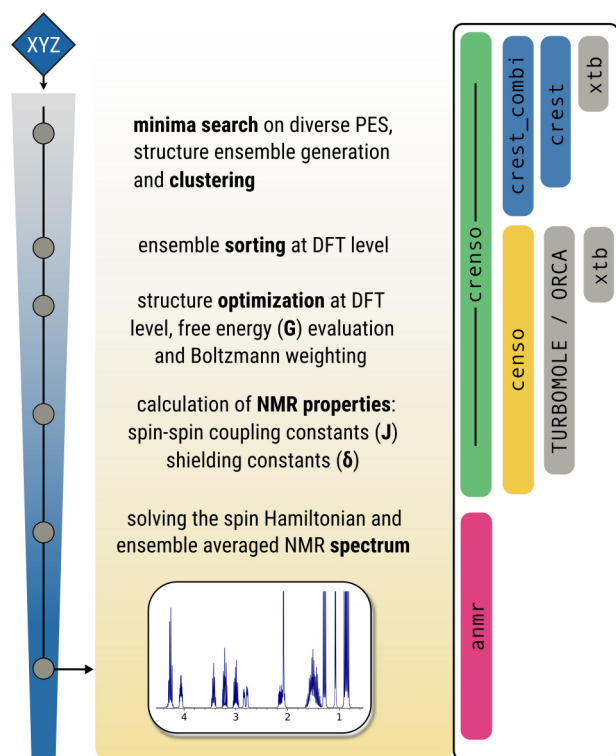 XYZ
minima search on diverse PES,
structure ensemble generation
and clustering
ensemble sorting at DFT level
structure optimization at DFT
level, free energy (G) evaluation
and Boltzmann weighting
calculation of NMR properties:
spin-spin coupling constants (J)
shielding constants (δ)
solving the spin Hamiltonian and
ensemble averaged NMR spectrum
4 3 2 1
crenso
crest_combi
crest
xtb
censo
TURBOMOLE / ORCA
xtb
anmr